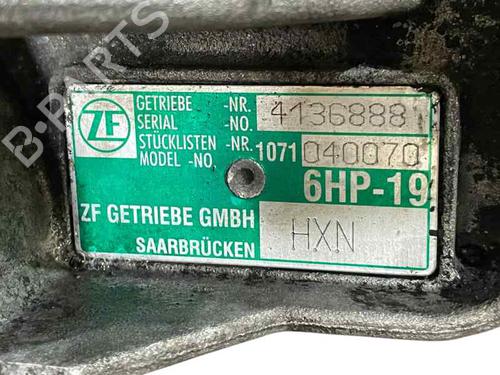 B-PARTS
ZF
GETRIEBE -NR.
SERIAL -NO. 4136888
STÜCKLISTEN -NR.
MODEL -NO. 1071 040070
6HP-19
ZF GETRIEBE GMBH
SAARBRÜCKEN HXN